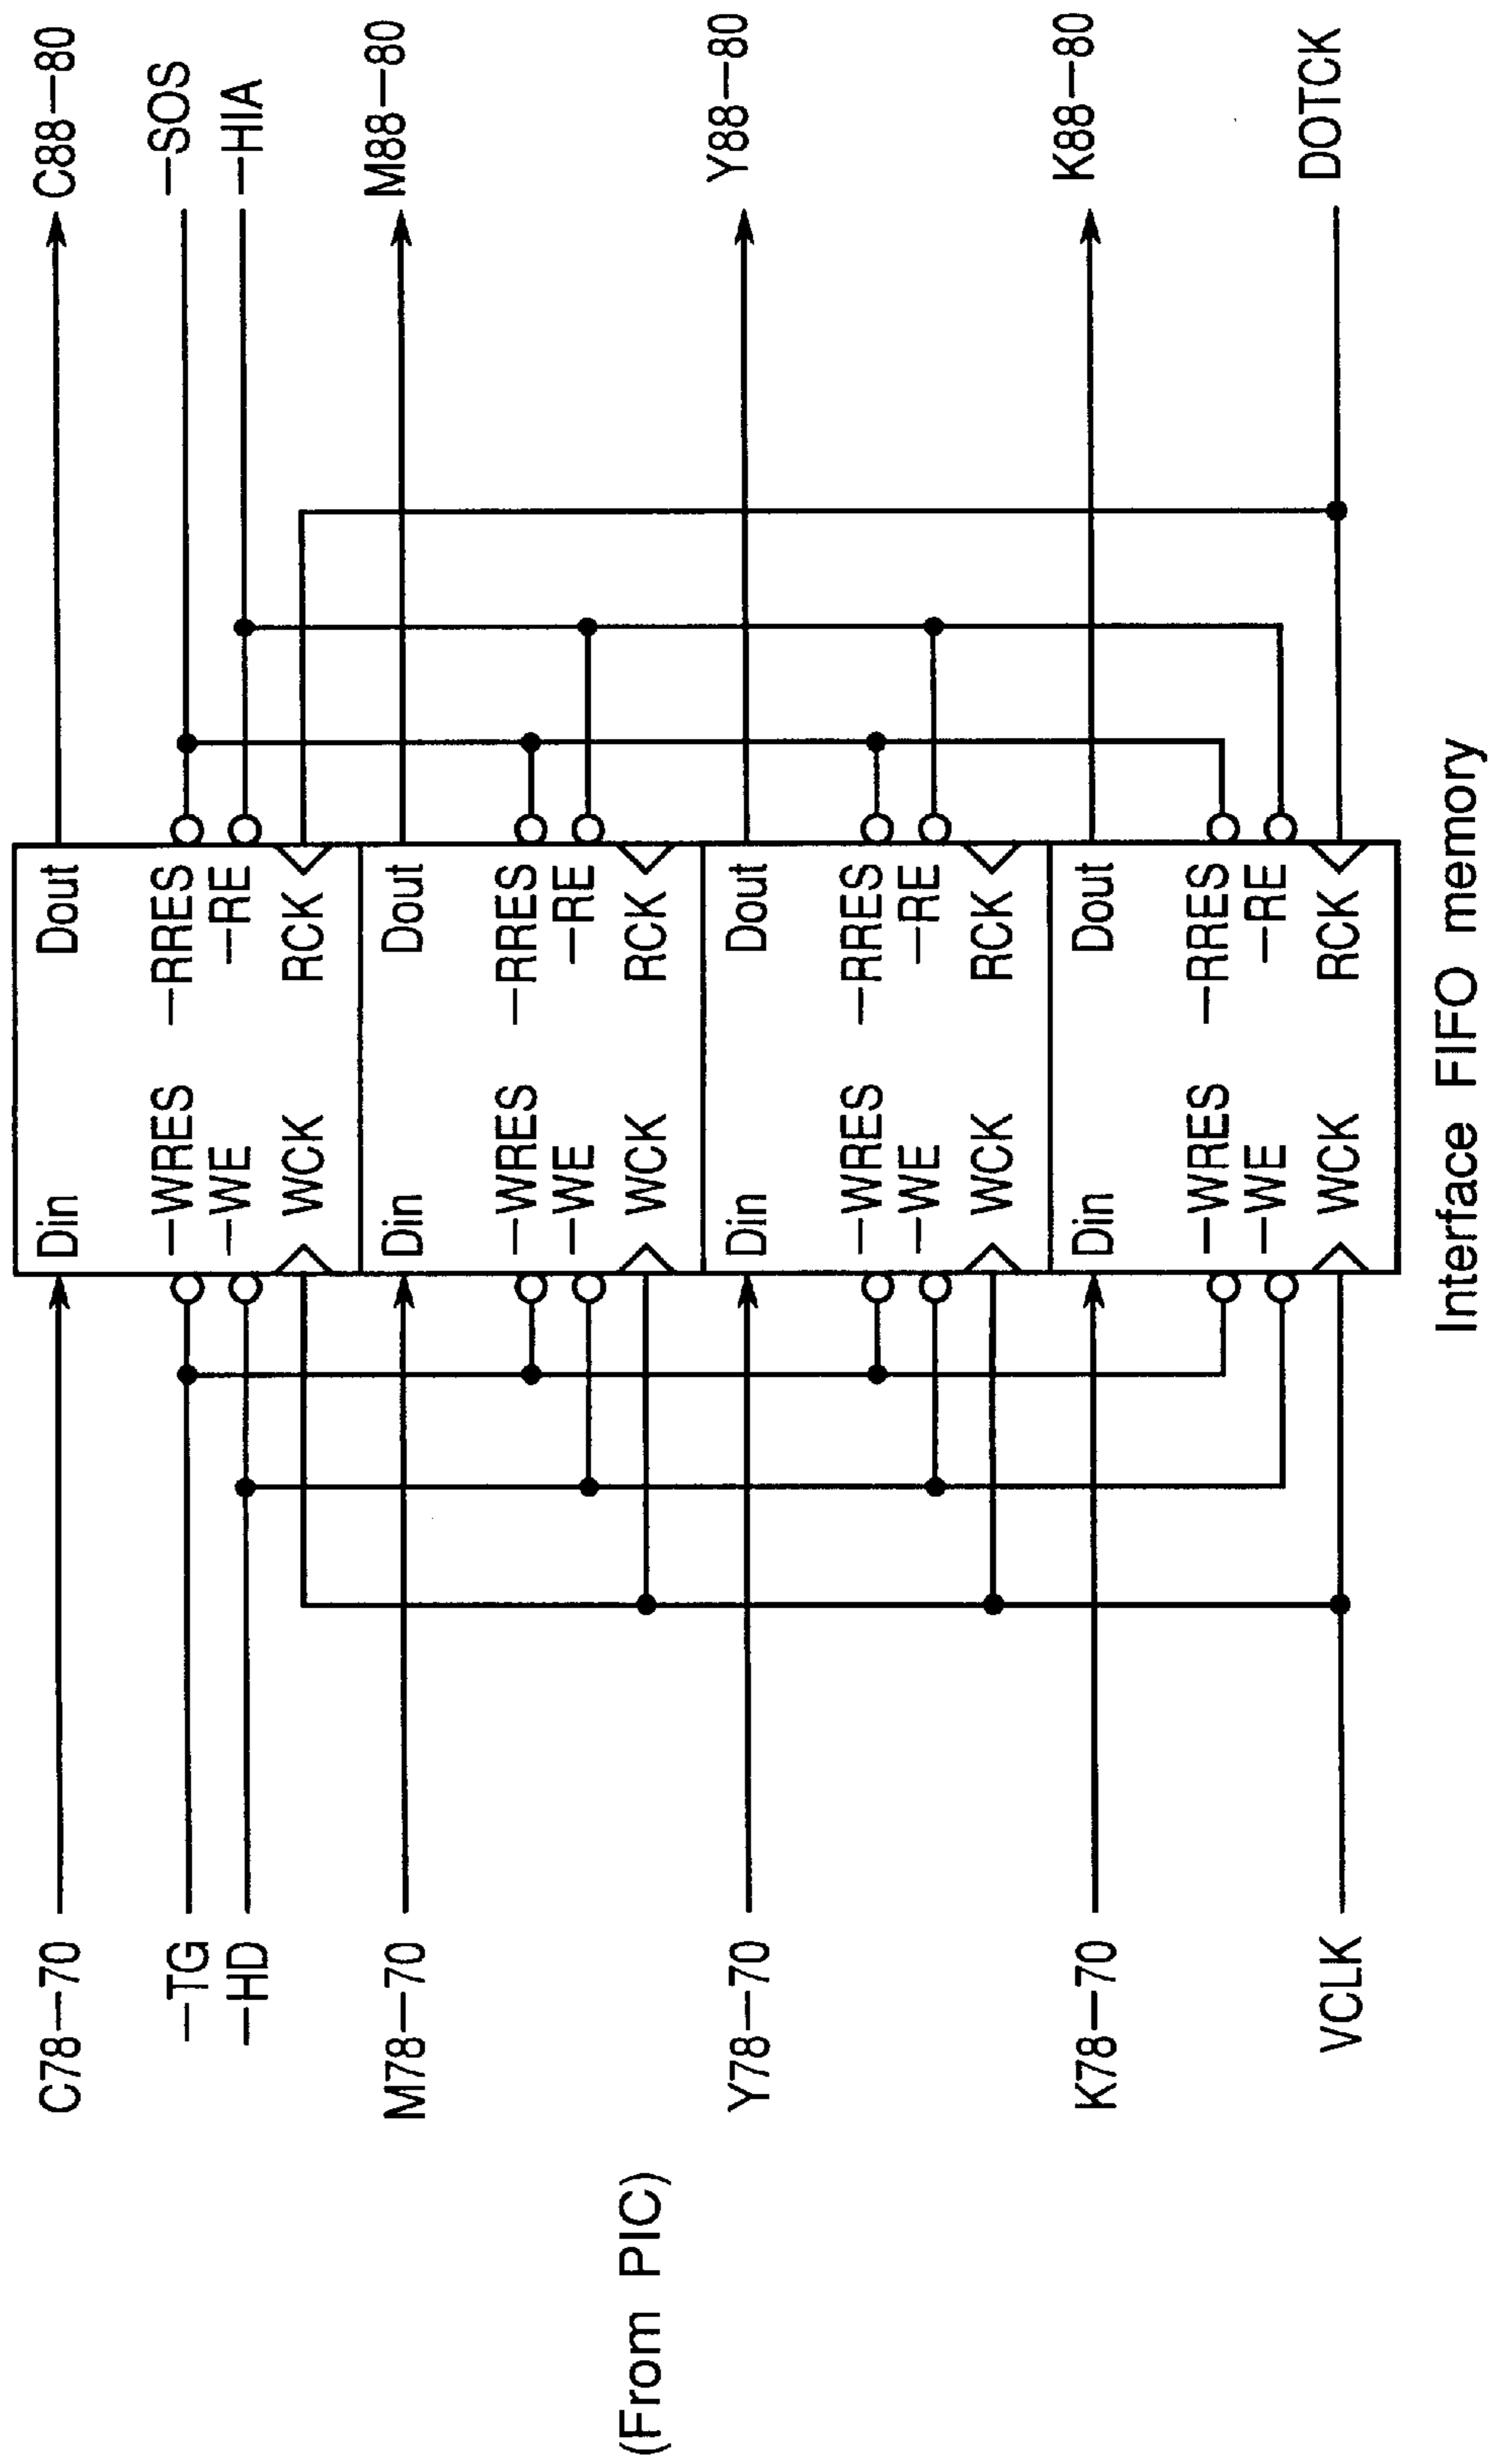 C78-70
-TG
-HD
M78-70
(From PIC)
Y78-70
K78-70
VCLK
Din
-WRES
-WE
WCK
Dout
-RRES
-RE
RCK
Din
-WRES
-WE
WCK
Dout
-RRES
-RE
RCK
Din
-WRES
-WE
WCK
Dout
-RRES
-RE
RCK
Din
-WRES
-WE
WCK
Dout
-RRES
-RE
RCK
C88-80
-SOS
-HIA
M88-80
Y88-80
K88-80
DOTCK
Interface FIFO memory